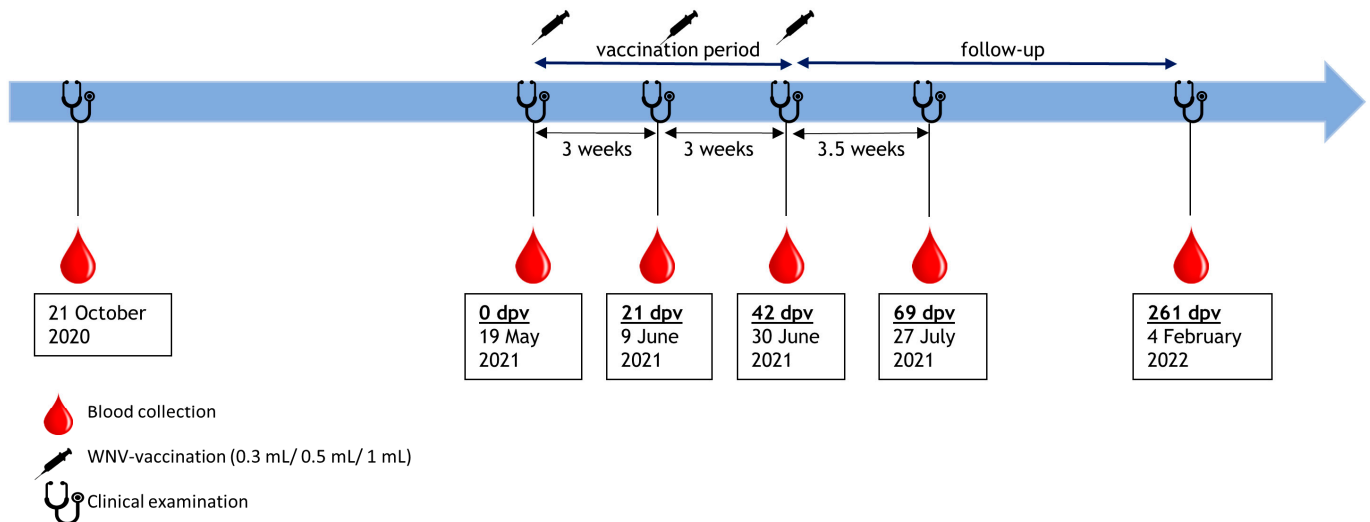 vaccination period
follow-up
3 weeks
3 weeks
3.5 weeks
21 October
2020
0 dpv
19 May
2021
21 dpv
9 June
2021
42 dpv
30 June
2021
69 dpv
27 July
2021
261 dpv
4 February
2022
Blood collection
WNV-vaccination (0.3 mL/ 0.5 mL/ 1 mL)
Clinical examination